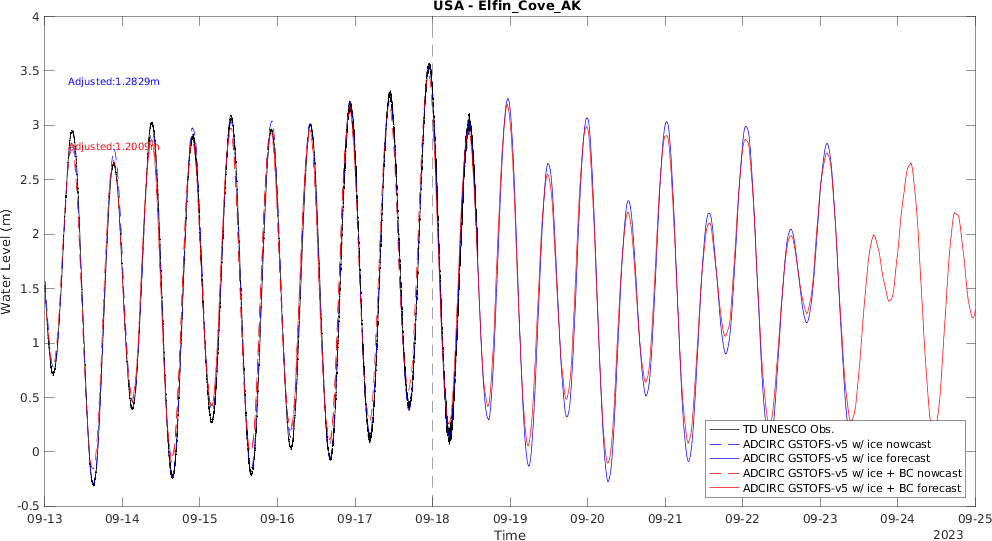 USA - Elfin_Cove_AK
4
3.5
3
2.5
2
1.5
1
0.5
0
-0.5
Water Level (m)
Adjusted:1.2829m
Adjusted:1.2009m
TD UNESCO Obs.
ADCIRC GSTOFS-v5 w/ ice nowcast
ADCIRC GSTOFS-v5 w/ ice forecast
ADCIRC GSTOFS-v5 w/ ice + BC nowcast
ADCIRC GSTOFS-v5 w/ ice + BC forecast
09-13 09-14 09-15 09-16 09-17 09-18 09-19 09-20 09-21 09-22 09-23 09-24 09-25
Time
2023